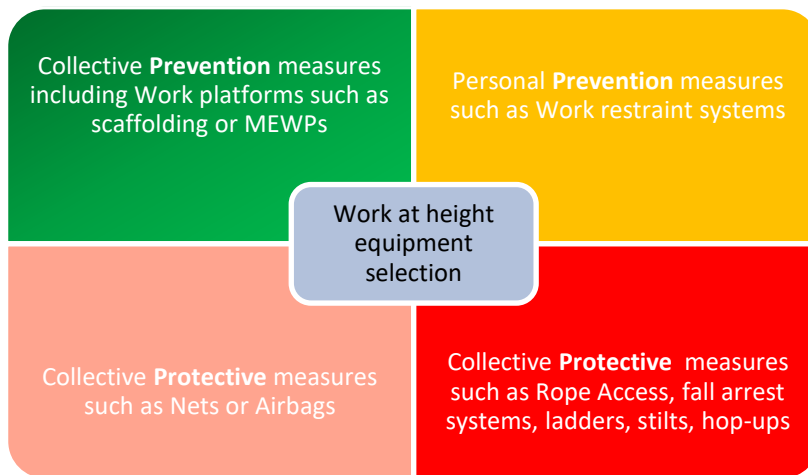 Collective Prevention measures
including Work platforms such as
scaffolding or MEWPs
Personal Prevention measures
such as Work restraint systems
Work at height
equipment
selection
Collective Protective measures
such as Nets or Airbags
Collective Protective measures
such as Rope Access, fall arrest
systems, ladders, stilts, hop-ups